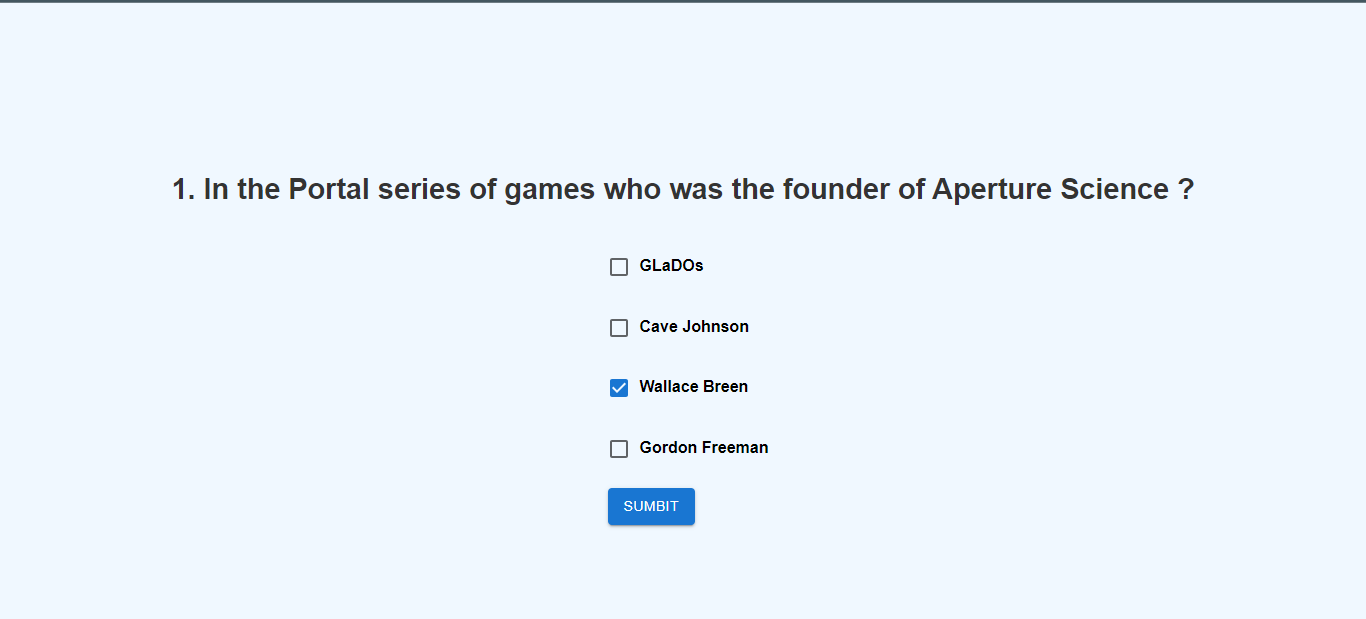 1. In the Portal series of games who was the founder of Aperture Science ?
GLaDOs
Cave Johnson
Wallace Breen
Gordon Freeman
SUMBIT